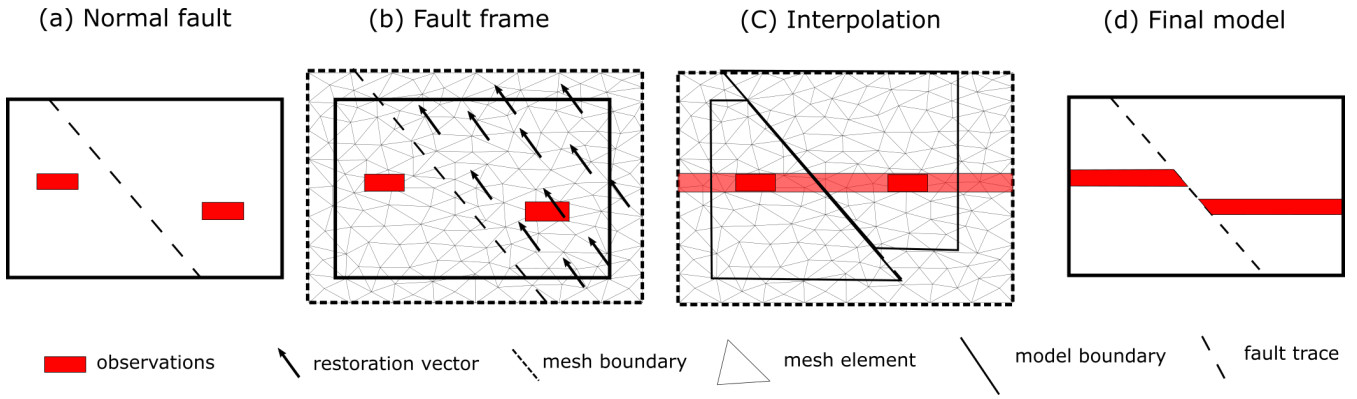 (a) Normal fault
(b) Fault frame
(C) Interpolation
(d) Final model
observations
restoration vector
mesh boundary
mesh element
model boundary
fault trace